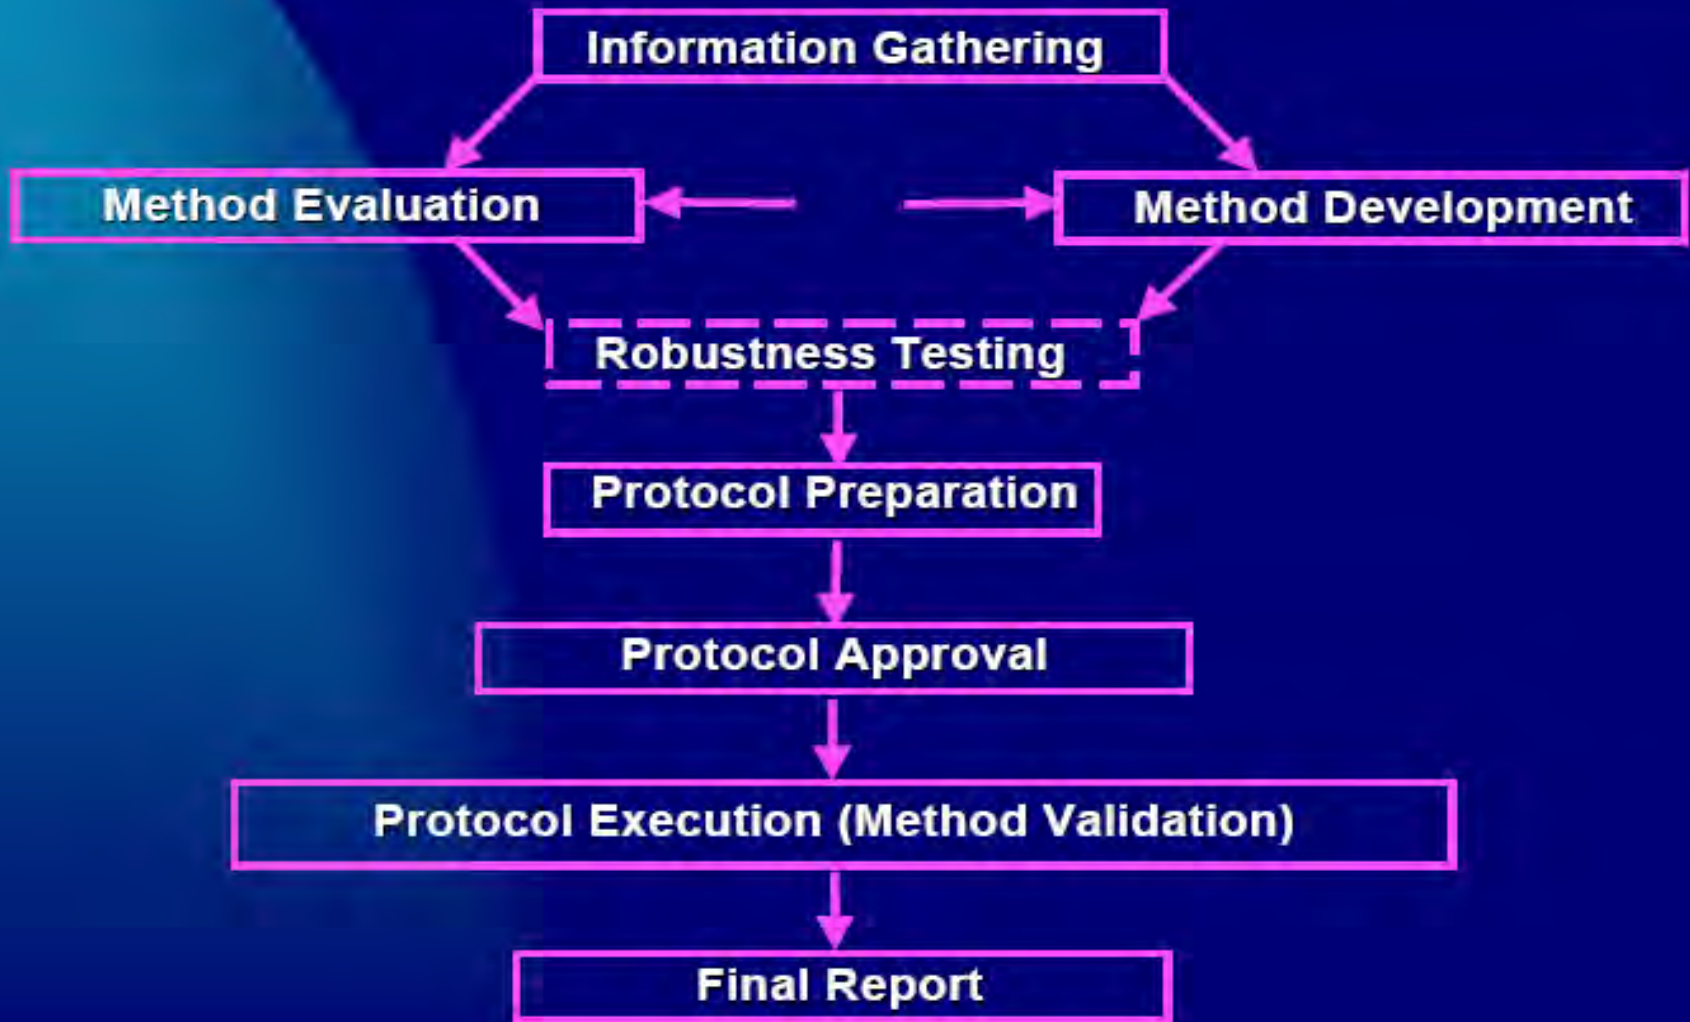 Information Gathering
Method Evaluation
Method Development
Robustness Testing
Protocol Preparation
Protocol Approval
Protocol Execution (Method Validation)
Final Report